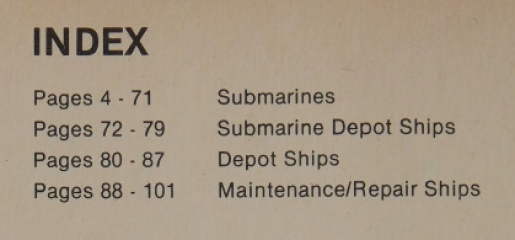 INDEX
Pages 4 - 71 Submarines
Pages 72 - 79 Submarine Depot Ships
Pages 80 - 87 Depot Ships
Pages 88 - 101 Maintenance/Repair Ships